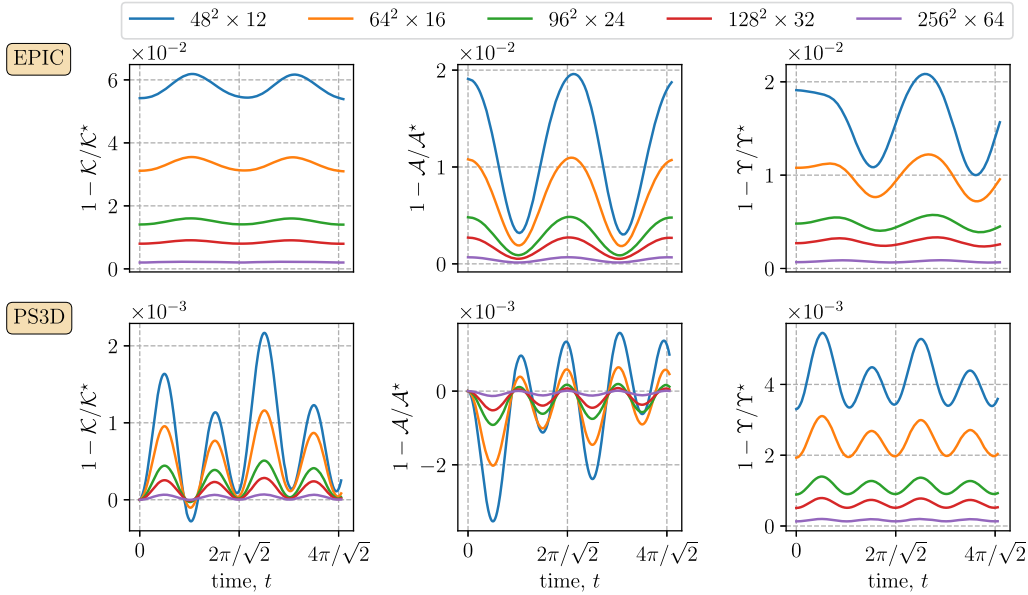 48² × 12 64² × 16 96² × 24 128² × 32 256² × 64
EPIC
×10⁻² ×10⁻² ×10⁻²
1 − 𝒦/𝒦⋆
6
4
2
0
1 − 𝒜/𝒜⋆
2
1
0
1 − ϒ/ϒ⋆
2
1
0
PS3D
×10⁻³ ×10⁻³
1 − 𝒦/𝒦⋆
2
1
0
0 2π/√2 4π/√2
time, t
×10⁻³
1 − 𝒜/𝒜⋆
0
−2
0 2π/√2 4π/√2
time, t
1 − ϒ/ϒ⋆
4
2
0
0 2π/√2 4π/√2
time, t